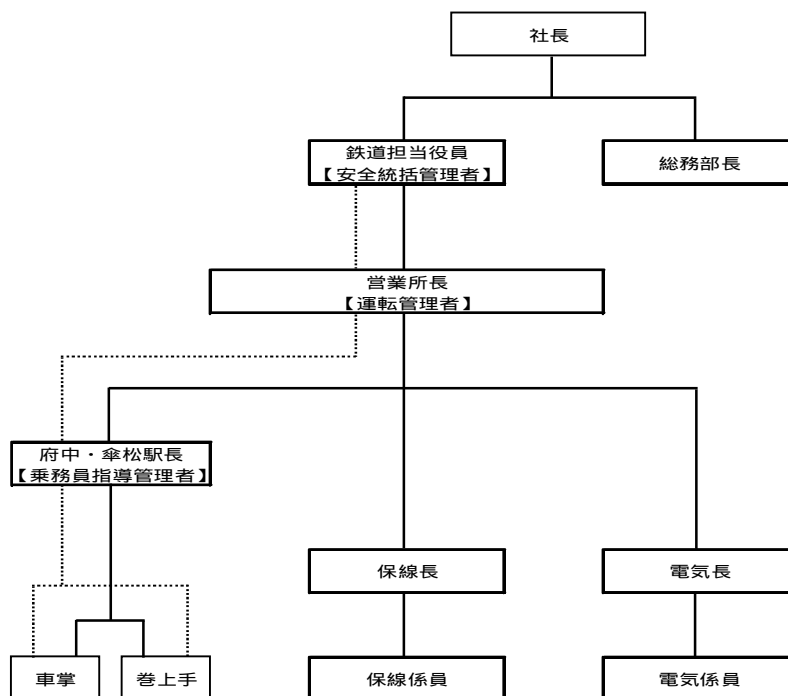 社長
鉄道担当役員
【安全統括管理者】
総務部長
営業所長
【運転管理者】
府中・傘松駅長
【乗務員指導管理者】
保線長
電気長
車掌
巻上手
保線係員
電気係員